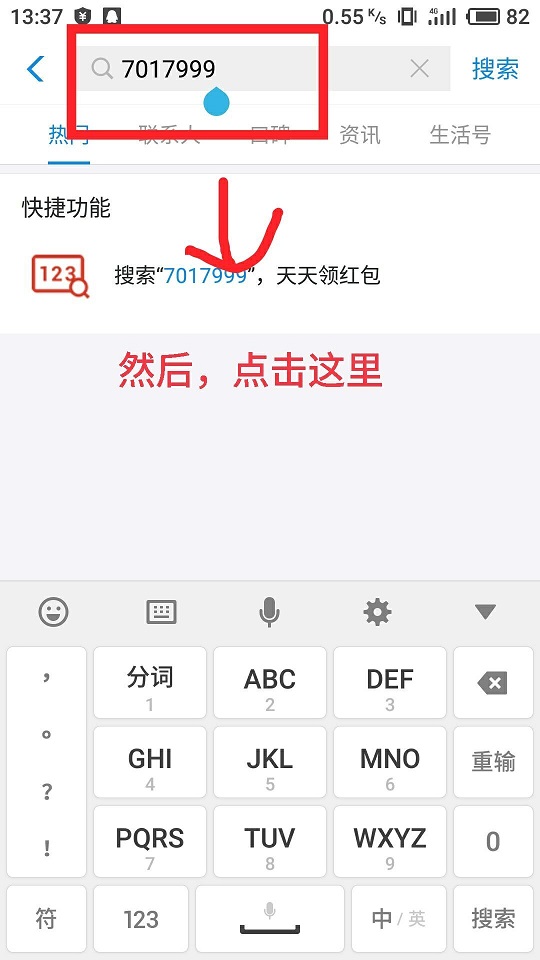 13:37 0.55 K/s 4G 82
7017999 搜索
热门 联系人 口碑 资讯 生活号
快捷功能
123 搜索“7017999”，天天领红包
然后，点击这里
， 分词 ABC DEF
1 2 3
。 GHI JKL MNO 重输
4 5 6
？ PQRS TUV WXYZ 0
！ 7 8 9
符 123 中/英 搜索